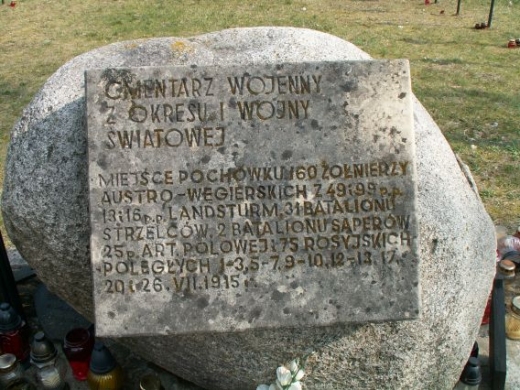 CMENTARZ WOJENNY
Z OKRESU I WOJNY
ŚWIATOWEJ
MIEJSCE POCHÓWKU 160 ŻOŁNIERZY
AUSTRO-WĘGIERSKICH Z 49 i 99 p.p.
13 i 16 p.p. LANDSTURM, 31 BATALIONU
STRZELCÓW, 2 BATALIONU SAPERÓW
25 p. ART. POLOWEJ i 75 ROSYJSKICH
POLEGŁYCH 1-3, 5-7, 9-10, 12-13, 17,
20 i 26. VII. 1915